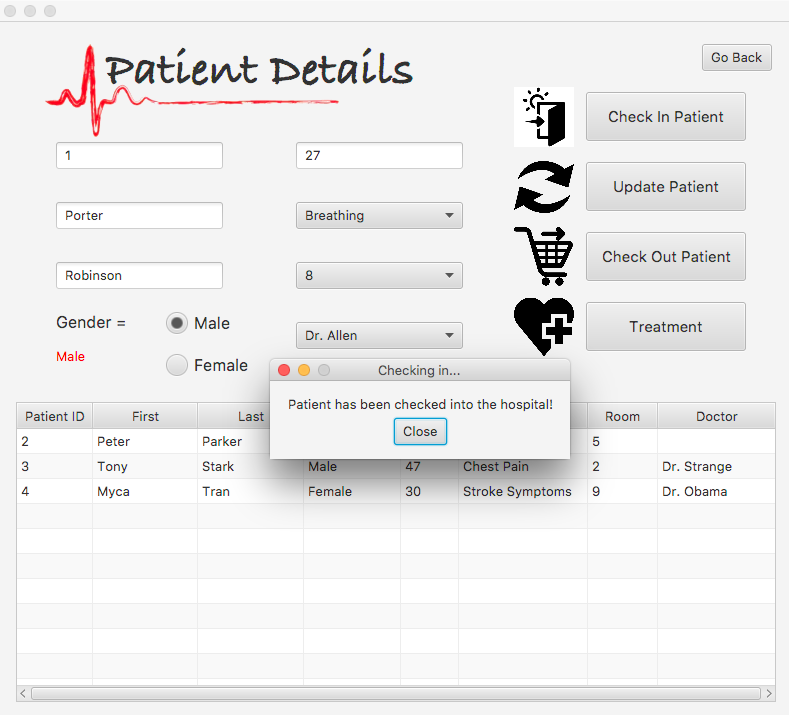 Patient Details
Go Back
Check In Patient
1 27
Update Patient
Porter Breathing
Check Out Patient
Robinson 8
Gender = Male
Dr. Allen
Treatment
Male
Female
Checking in...
Patient has been checked into the hospital!
Close
Patient ID First Last Room Doctor
2 Peter Parker 5
3 Tony Stark Male 47 Chest Pain 2 Dr. Strange
4 Myca Tran Female 30 Stroke Symptoms 9 Dr. Obama